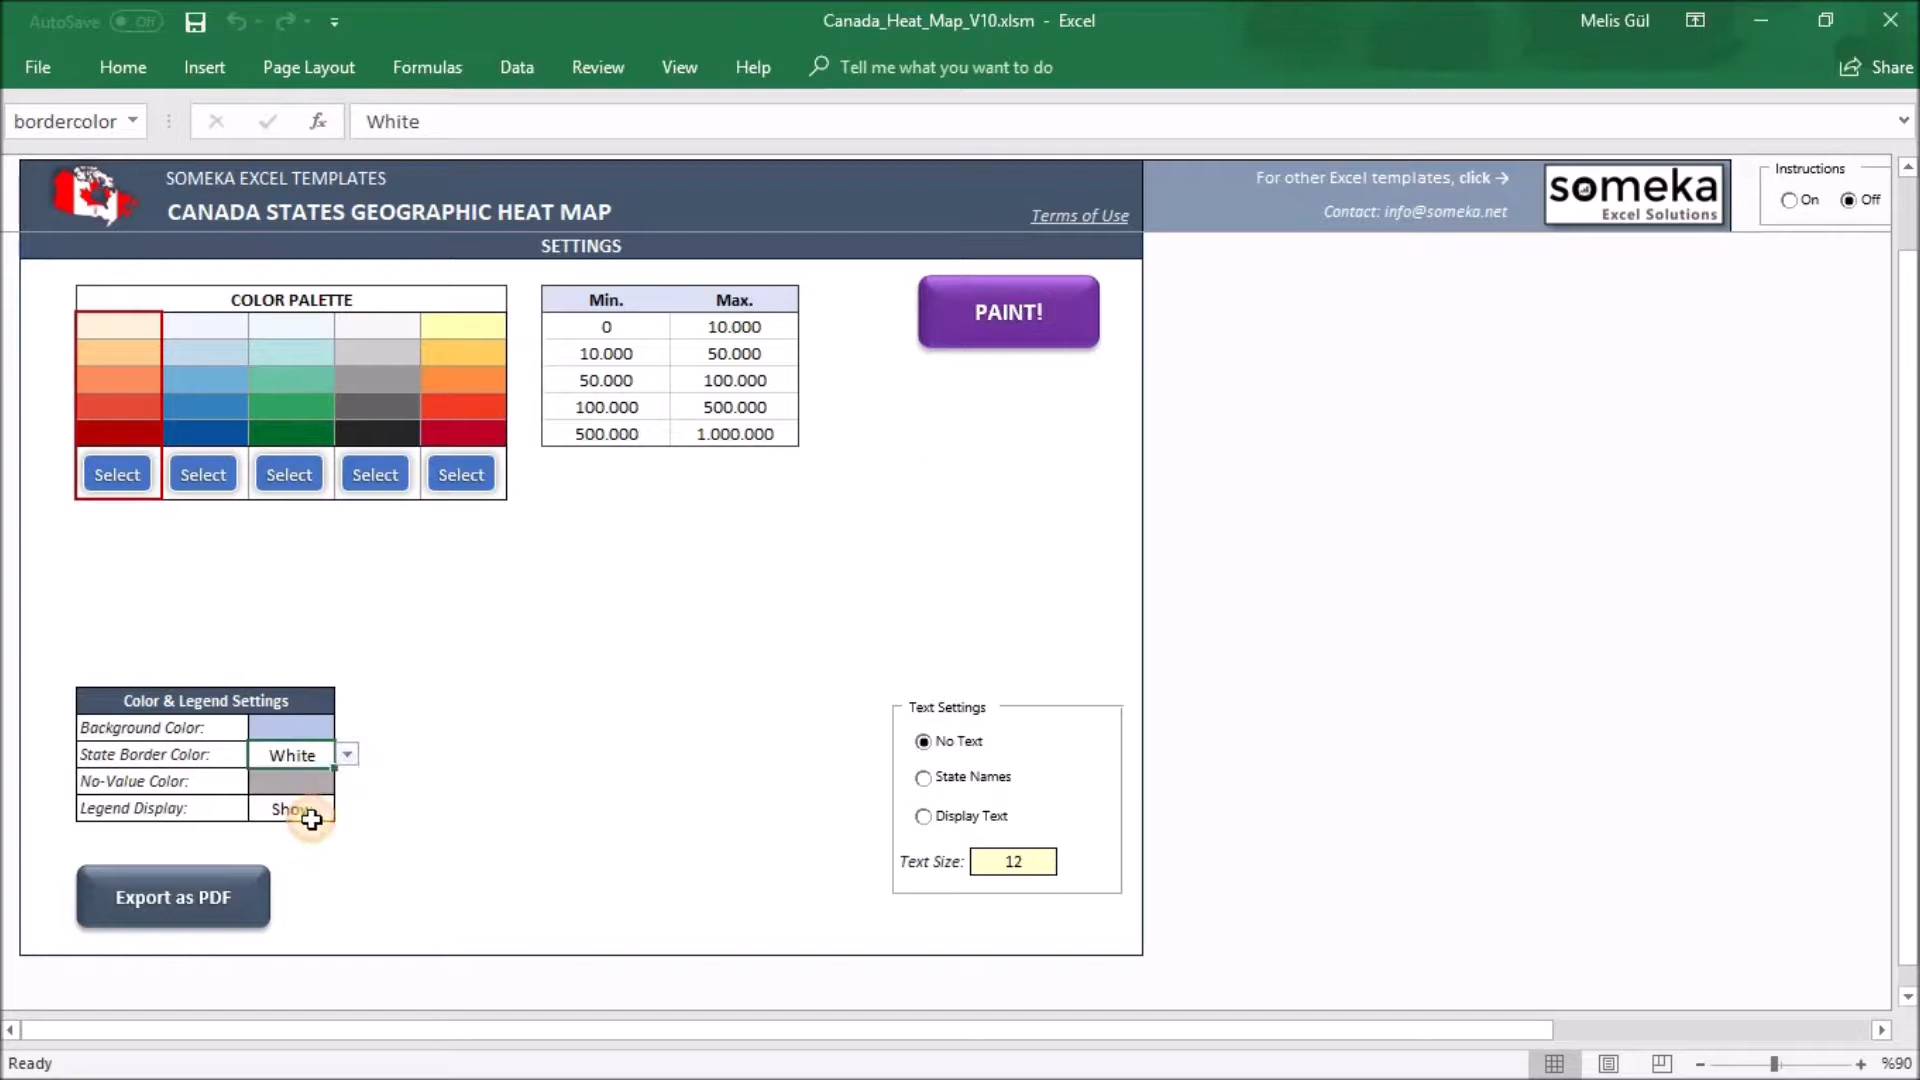 AutoSave Off
Canada_Heat_Map_V10.xlsm - Excel
Melis Gül
File Home Insert Page Layout Formulas Data Review View Help Tell me what you want to do
Share
bordercolor fx White
SOMEKA EXCEL TEMPLATES
CANADA STATES GEOGRAPHIC HEAT MAP
Terms of Use
For other Excel templates, click →
Contact: info@someka.net
someka
Excel Solutions
Instructions
On Off
SETTINGS
COLOR PALETTE
Select Select Select Select Select
Min. Max.
0 10.000
10.000 50.000
50.000 100.000
100.000 500.000
500.000 1.000.000
PAINT!
Color & Legend Settings
Background Color:
State Border Color: White
No-Value Color:
Legend Display: Show
Export as PDF
Text Settings
No Text
State Names
Display Text
Text Size: 12
Ready
%90